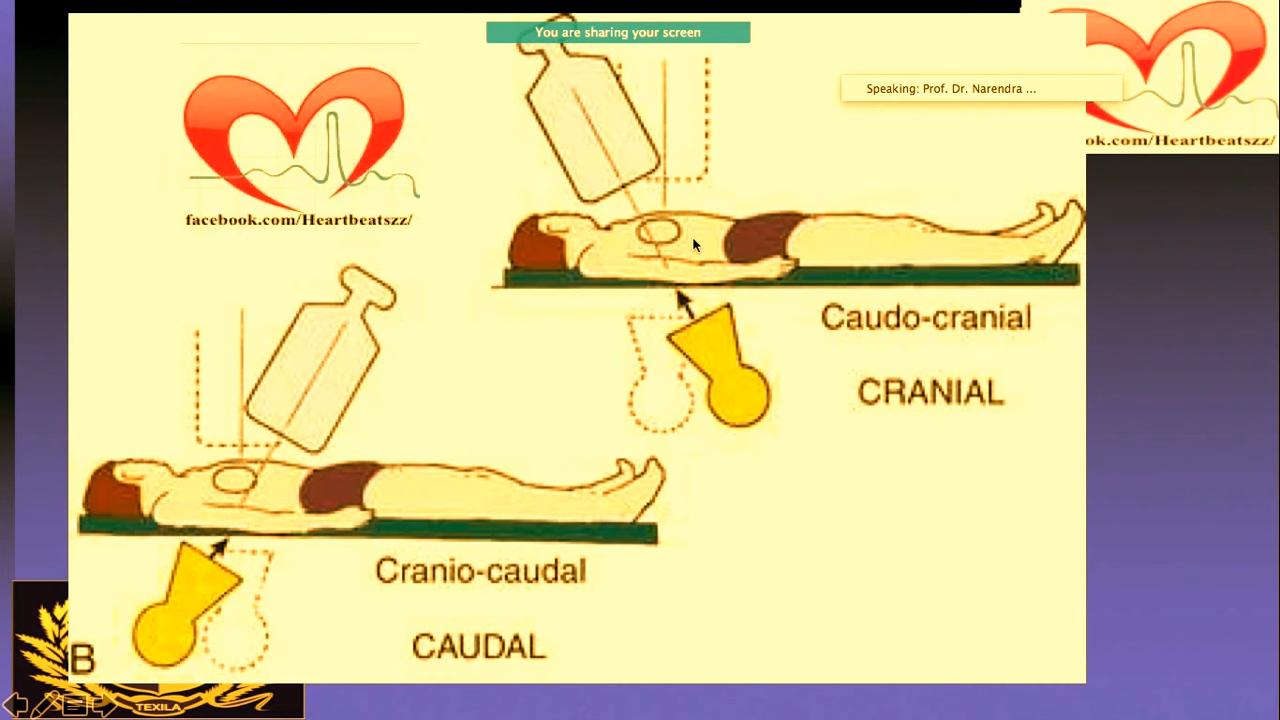 You are sharing your screen
Speaking: Prof. Dr. Narendra ...
ok.com/Heartbeatszz/
facebook.com/Heartbeatszz/
Caudo-cranial
CRANIAL
Cranio-caudal
CAUDAL
B
TEXILA